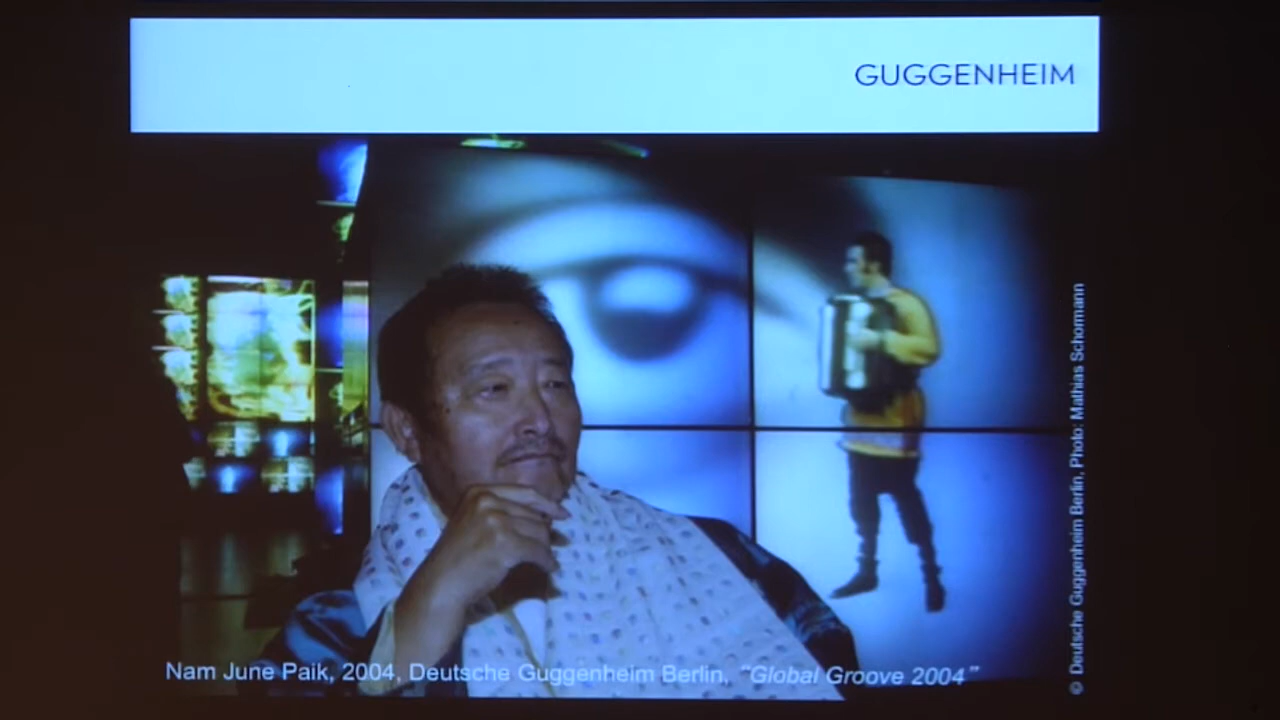 GUGGENHEIM
© Deutsche Guggenheim Berlin, Photo: Mathias Schormann
Nam June Paik, 2004, Deutsche Guggenheim Berlin, “Global Groove 2004”